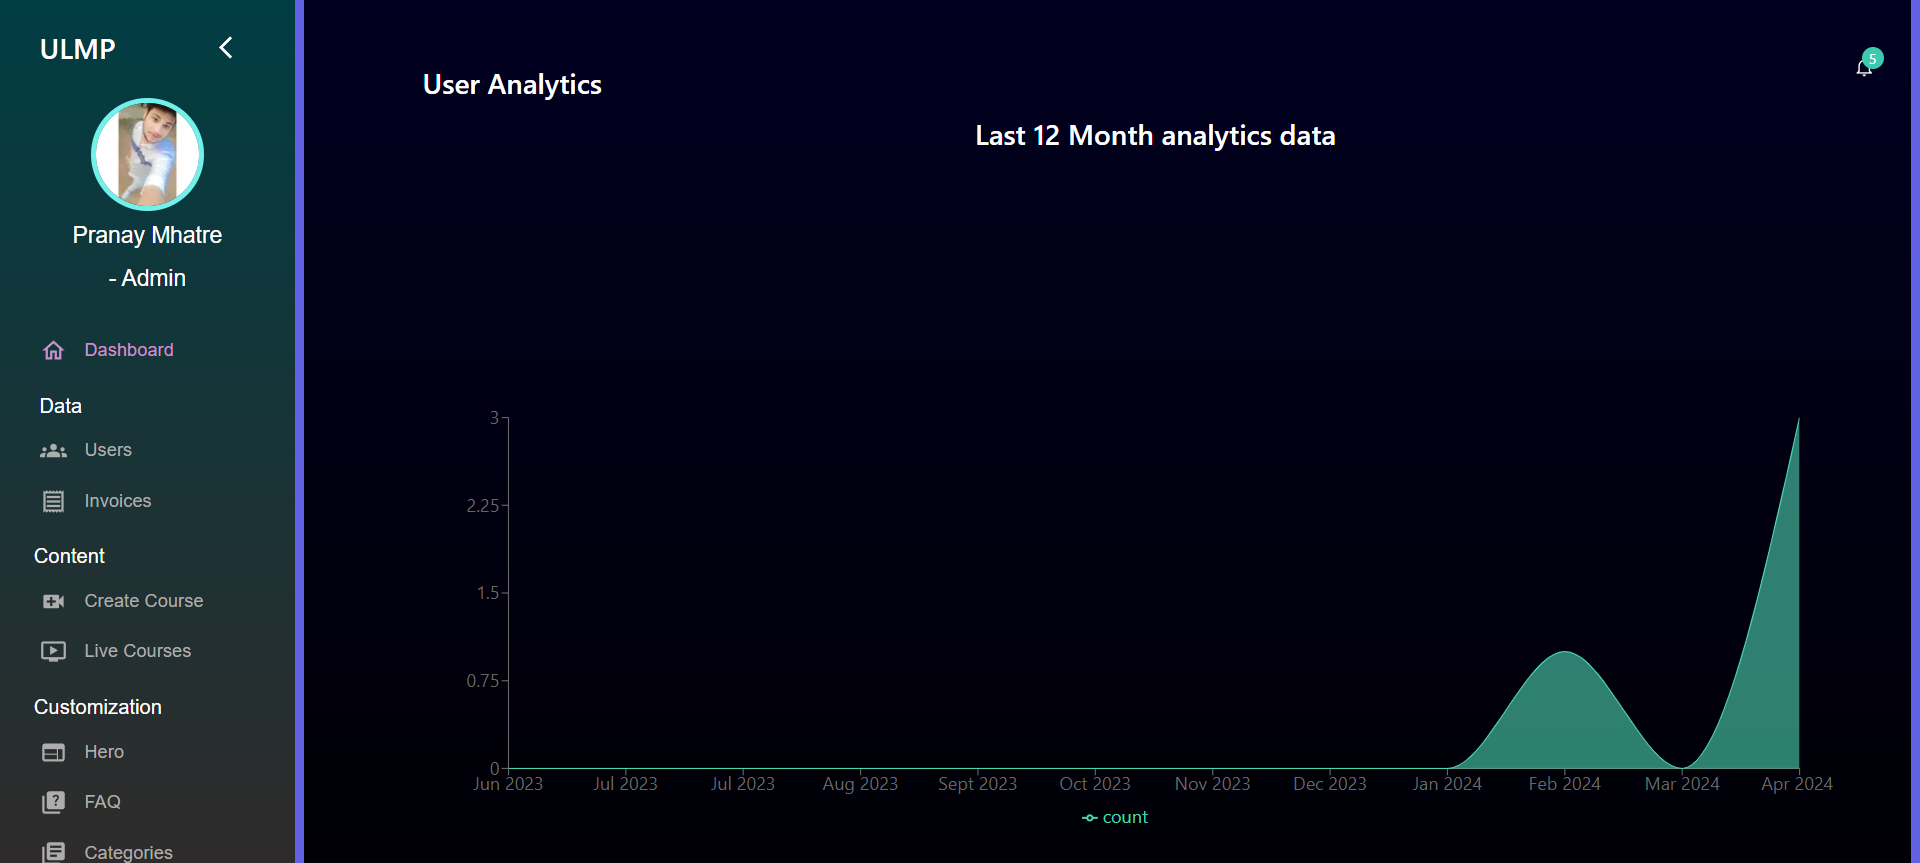 ULMP
Pranay Mhatre
- Admin
Dashboard
Data
Users
Invoices
Content
Create Course
Live Courses
Customization
Hero
FAQ
Categories
5
User Analytics
Last 12 Month analytics data
3
2.25
1.5
0.75
0
Jun 2023 Jul 2023 Jul 2023 Aug 2023 Sept 2023 Oct 2023 Nov 2023 Dec 2023 Jan 2024 Feb 2024 Mar 2024 Apr 2024
count